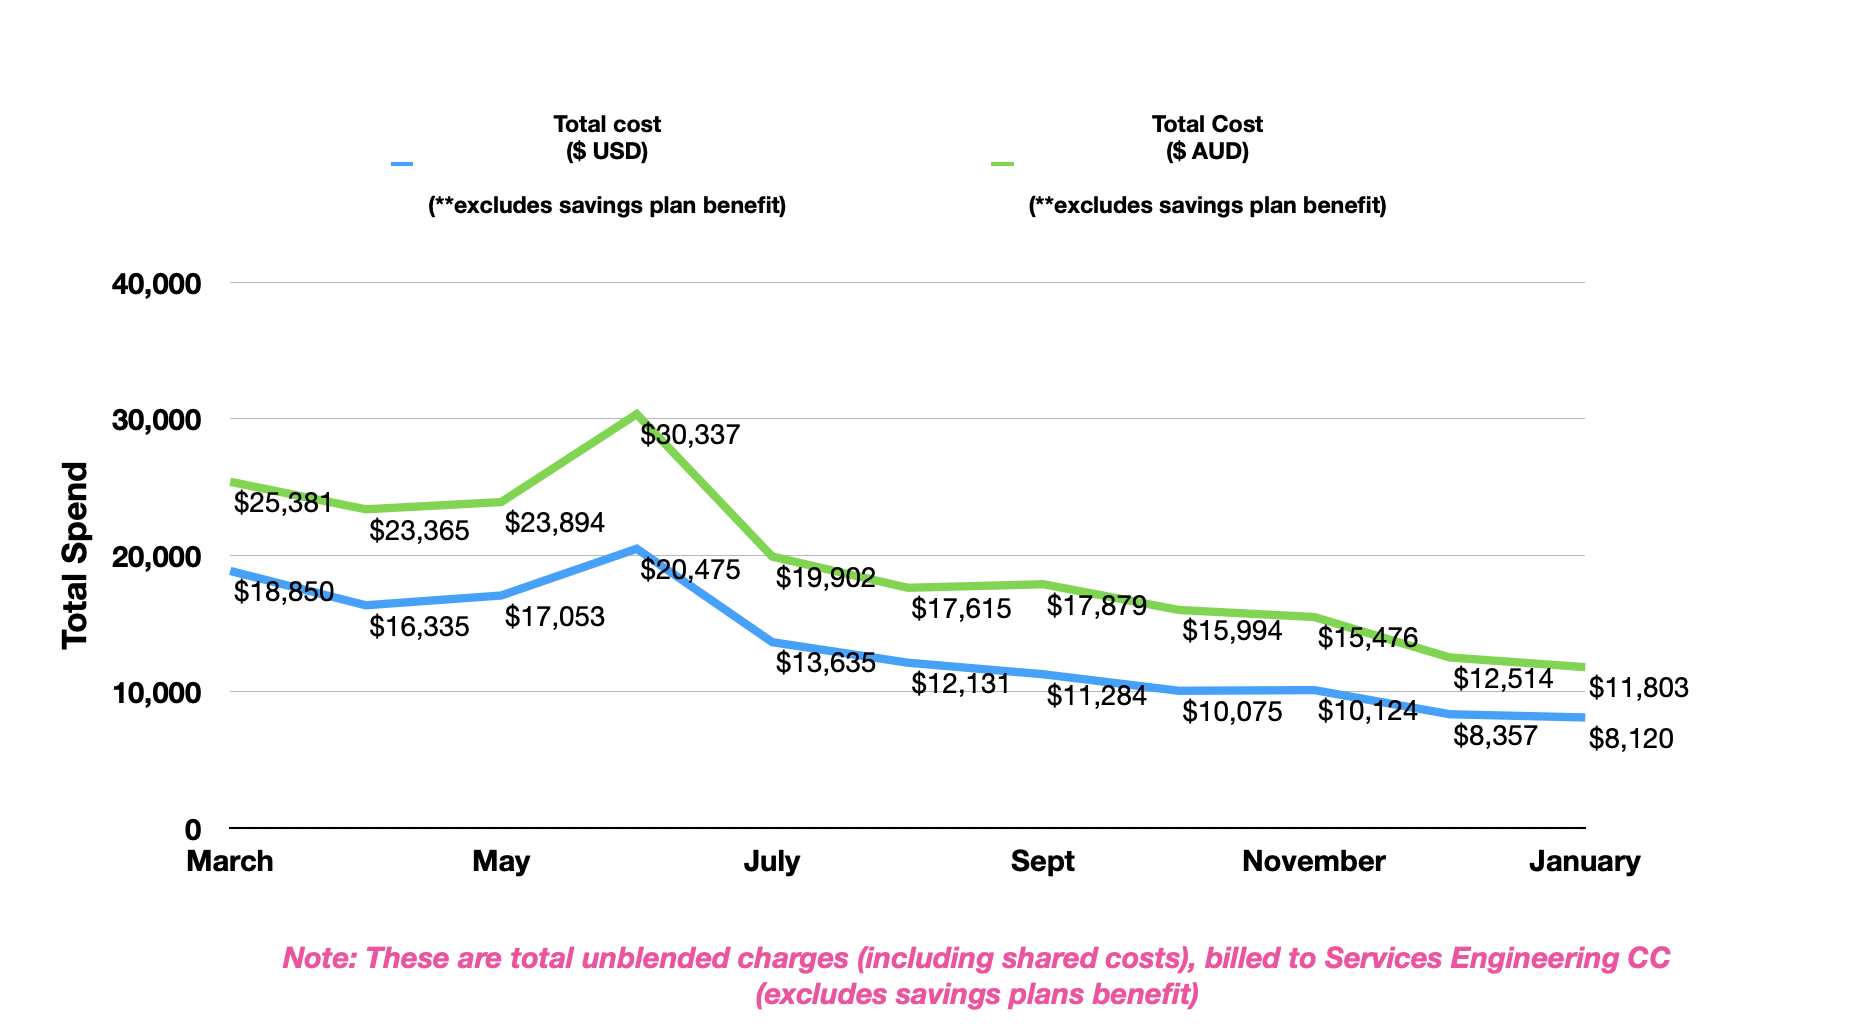 Total cost
($ USD)
(**excludes savings plan benefit)
Total Cost
($ AUD)
(**excludes savings plan benefit)
40,000
30,000
20,000
10,000
0
Total Spend
$25,381
$23,365
$23,894
$30,337
$19,902
$17,615
$17,879
$15,994
$15,476
$12,514
$11,803
$18,850
$16,335
$17,053
$20,475
$13,635
$12,131
$11,284
$10,075
$10,124
$8,357
$8,120
March
May
July
Sept
November
January
Note: These are total unblended charges (including shared costs), billed to Services Engineering CC
(excludes savings plans benefit)